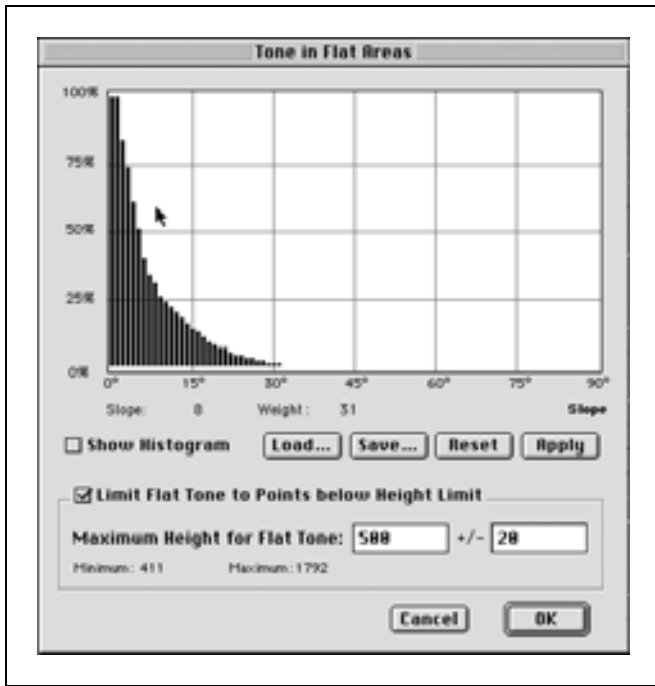 Tone in Flat Areas
100%
75%
50%
25%
0%
0° 15° 30° 45° 60° 75° 90°
Slope: 8 Weight: 31 Slope
Show Histogram Load... Save... Reset Apply
Limit Flat Tone to Points below Height Limit
Maximum Height for Flat Tone: 500 +/- 20
Minimum: 411 Maximum: 1792
Cancel OK